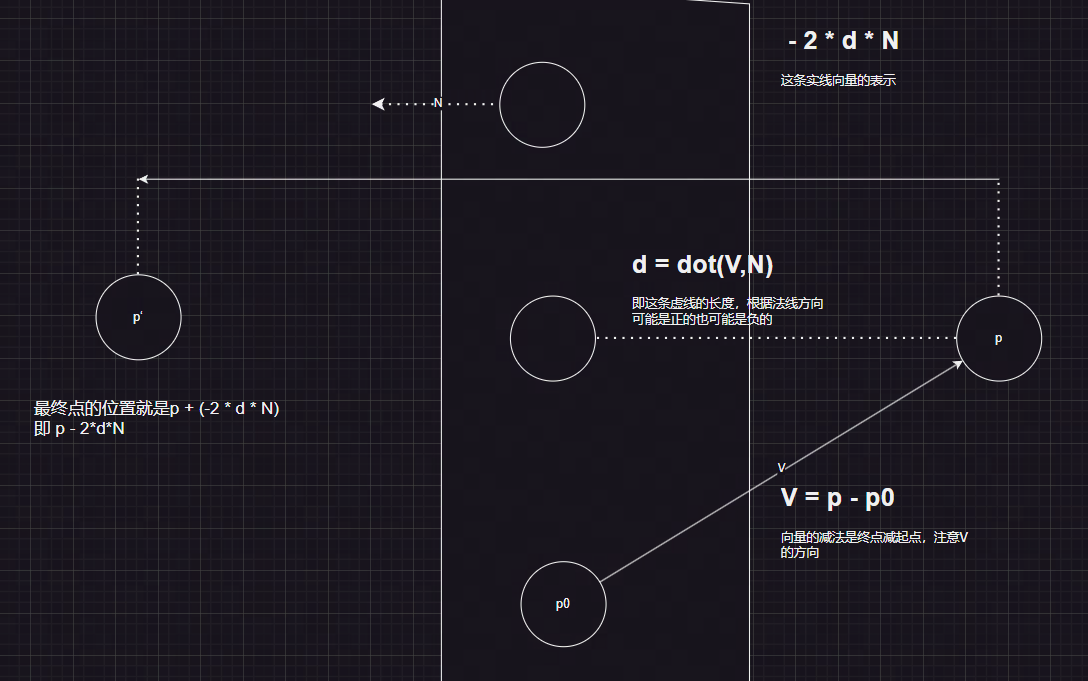 - 2 * d * N
这条实线向量的表示
N
d = dot(V,N)
即这条虚线的长度，根据法线方向
可能是正的也可能是负的
p‘
p
最终点的位置就是p + (-2 * d * N)
即 p - 2*d*N
V
V = p - p0
向量的减法是终点减起点，注意V
的方向
p0